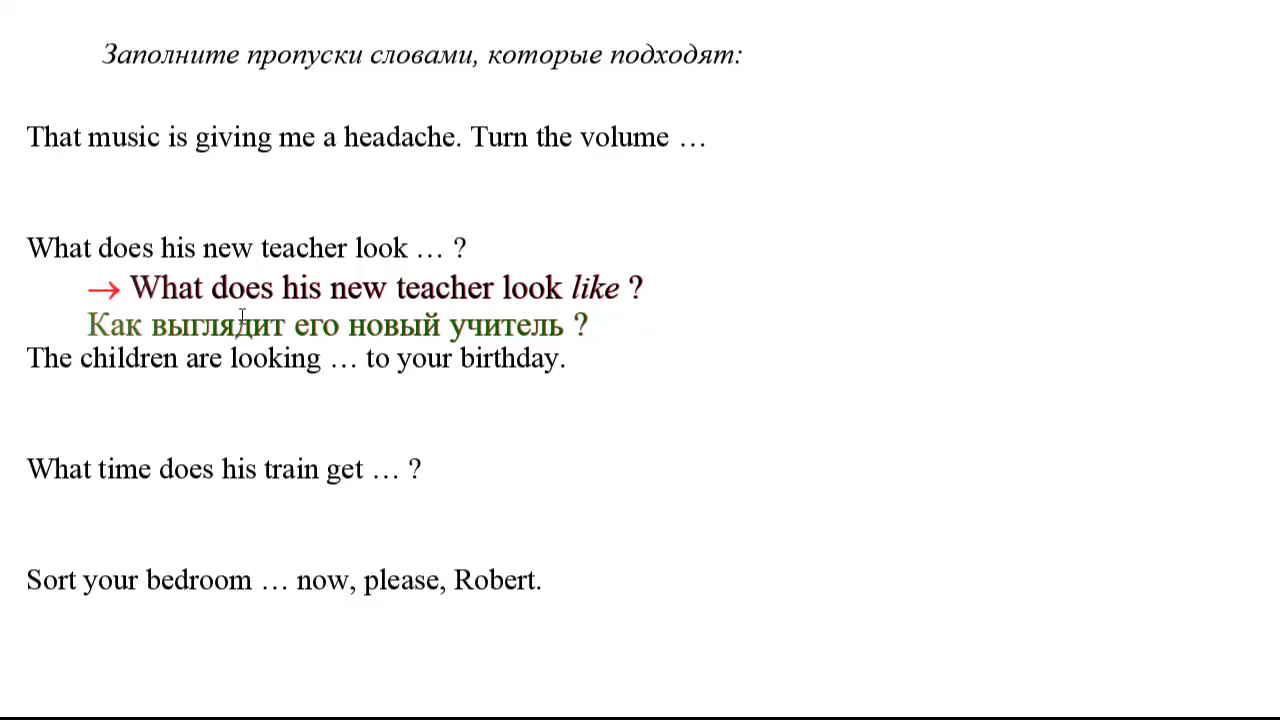 Заполните пропуски словами, которые подходят:
That music is giving me a headache. Turn the volume …
What does his new teacher look … ?
→ What does his new teacher look like ?
Как выглядит его новый учитель ?
The children are looking … to your birthday.
What time does his train get … ?
Sort your bedroom … now, please, Robert.